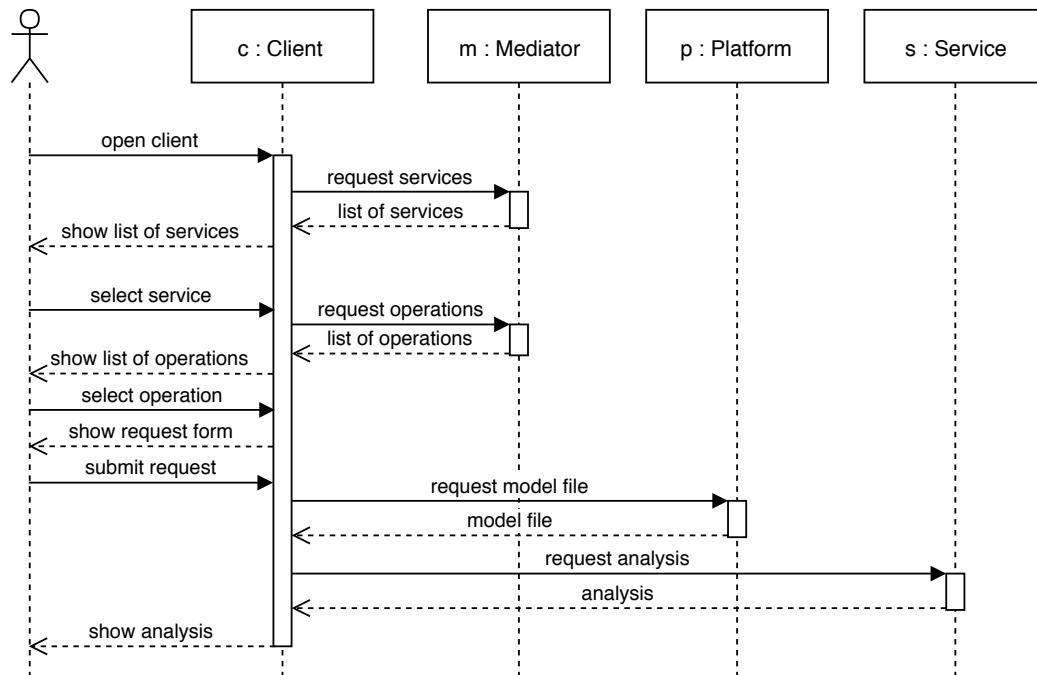 c : Client
m : Mediator
p : Platform
s : Service
open client
request services
list of services
show list of services
select service
request operations
list of operations
show list of operations
select operation
show request form
submit request
request model file
model file
request analysis
analysis
show analysis